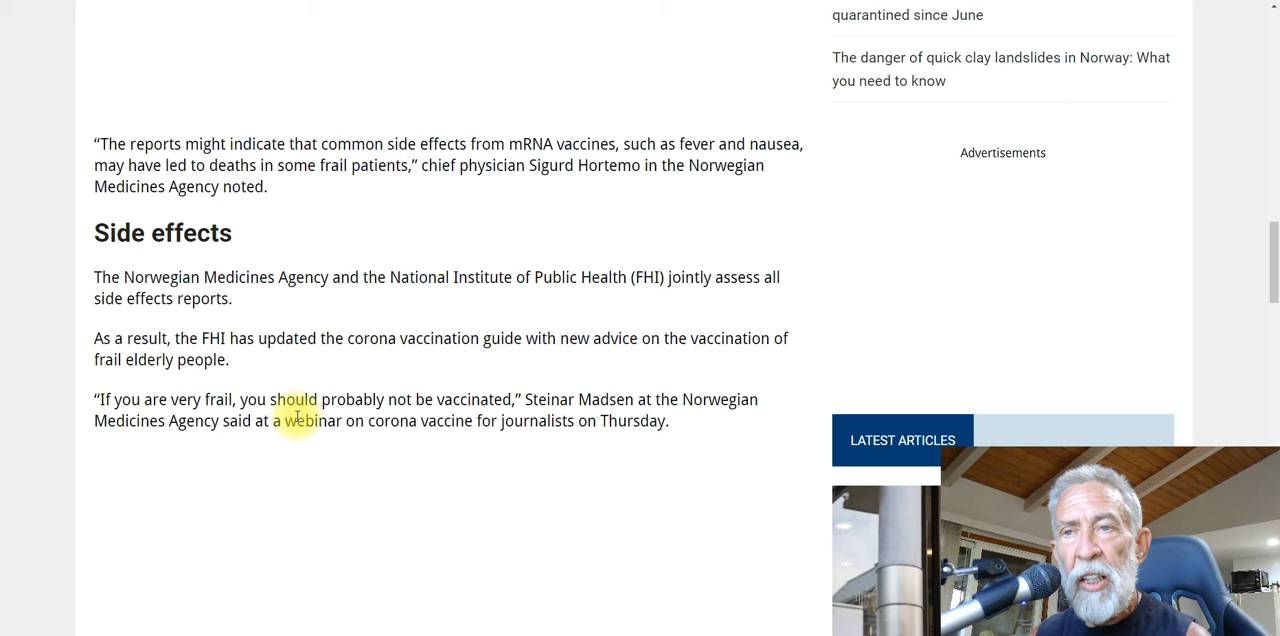 “The reports might indicate that common side effects from mRNA vaccines, such as fever and nausea,
may have led to deaths in some frail patients,” chief physician Sigurd Hortemo in the Norwegian
Medicines Agency noted.
Side effects
The Norwegian Medicines Agency and the National Institute of Public Health (FHI) jointly assess all
side effects reports.
As a result, the FHI has updated the corona vaccination guide with new advice on the vaccination of
frail elderly people.
“If you are very frail, you should probably not be vaccinated,” Steinar Madsen at the Norwegian
Medicines Agency said at a webinar on corona vaccine for journalists on Thursday.
quarantined since June
The danger of quick clay landslides in Norway: What
you need to know
Advertisements
LATEST ARTICLES